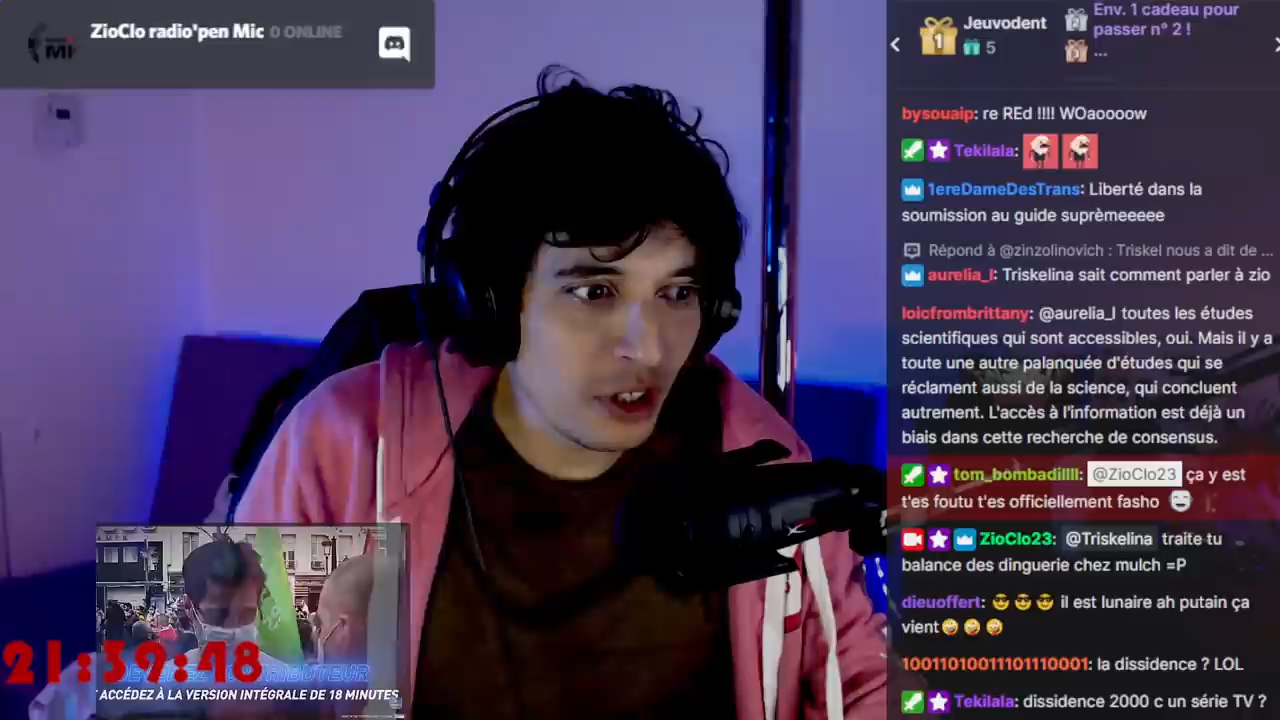 ZioClo radio'pen Mic 0 ONLINE
MI
Jeuvodent
5
Env. 1 cadeau pour
passer n° 2 !
...
bysouaip: re REd !!!! WOaoooow
Tekilala:
1ereDameDesTrans: Liberté dans la
soumission au guide suprèmeeeee
Répond à @zinzolinovich : Triskel nous a dit de ...
aurelia_l: Triskelina sait comment parler à zio
loicfrombrittany: @aurelia_l toutes les études
scientifiques qui sont accessibles, oui. Mais il y a
toute une autre palanquée d'études qui se
réclament aussi de la science, qui concluent
autrement. L'accès à l'information est déjà un
biais dans cette recherche de consensus.
tom_bombadilllll: @ZioClo23 ça y est
t'es foutu t'es officiellement fasho
ZioClo23: @Triskelina traite tu
balance des dinguerie chez mulch =P
dieuoffert: 😎 😎 😎 il est lunaire ah putain ça
vient🤪 🤪 🤪
10011010011101110001: la dissidence ? LOL
Tekilala: dissidence 2000 c un série TV ?
21:39:48
ACCÉDEZ À LA VERSION INTÉGRALE DE 18 MINUTES